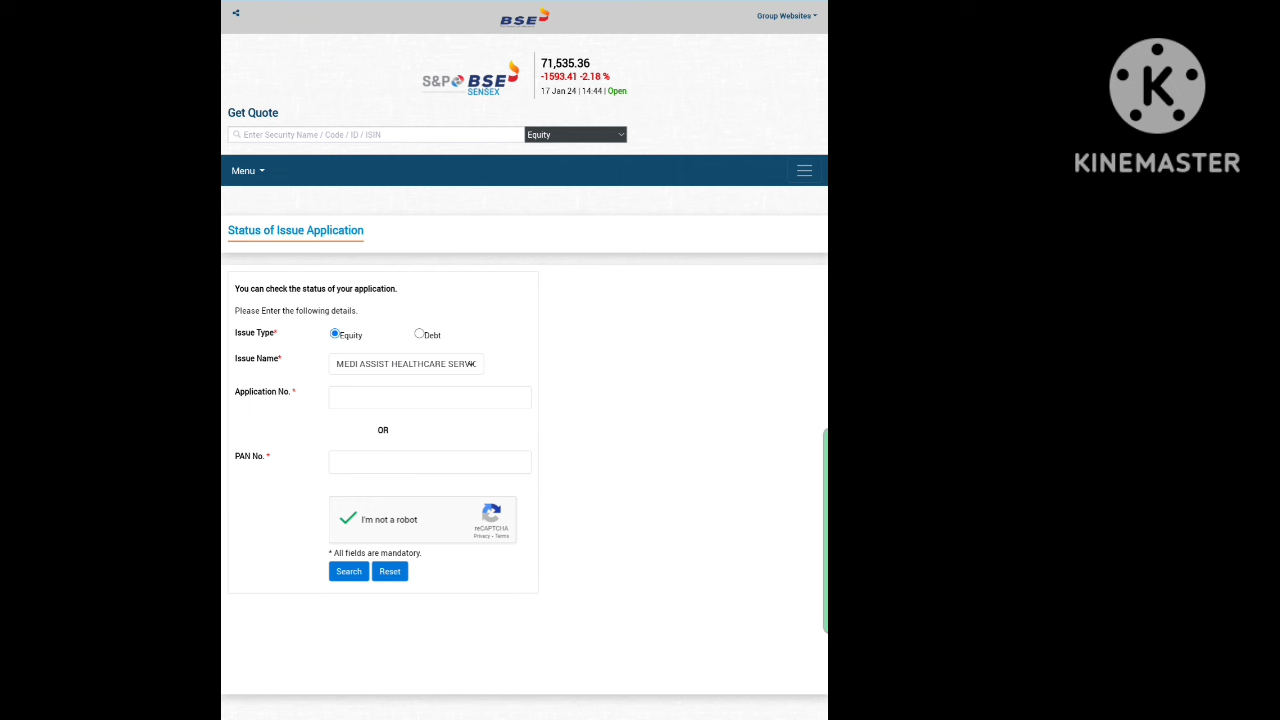 BSE
Group Websites
S&P BSE
SENSEX
71,535.36
-1593.41 -2.18 %
17 Jan 24 | 14:44 | Open
Get Quote
Enter Security Name / Code / ID / ISIN
Equity
Menu
Status of Issue Application
You can check the status of your application.
Please Enter the following details.
Issue Type*
Equity
Debt
Issue Name*
MEDI ASSIST HEALTHCARE SERVIC
Application No. *
OR
PAN No. *
I'm not a robot
reCAPTCHA
Privacy - Terms
* All fields are mandatory.
Search
Reset
K
KINEMASTER